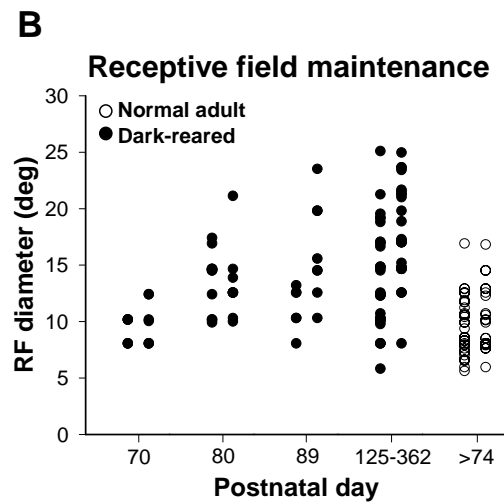 B
Receptive field maintenance
30
25
20
15
10
5
0
RF diameter (deg)
Normal adult
Dark-reared
70 80 89 125-362 >74
Postnatal day